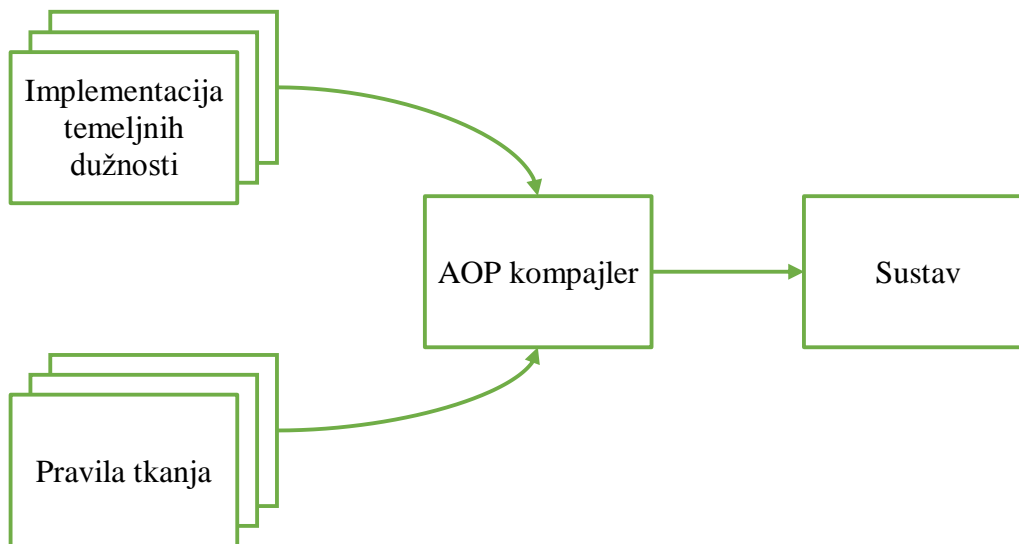 Implementacija
temeljnih
dužnosti
AOP kompajler
Sustav
Pravila tkanja